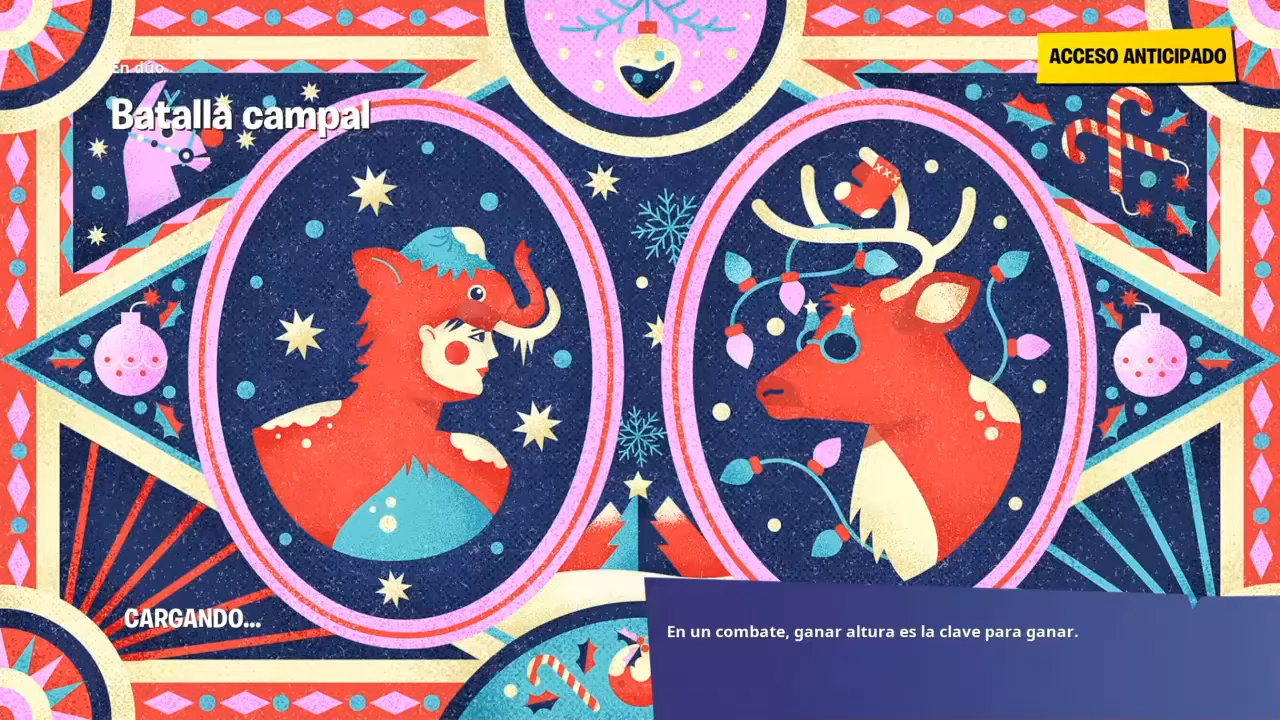 En dúo
Batalla campal
ACCESO ANTICIPADO
CARGANDO...
En un combate, ganar altura es la clave para ganar.